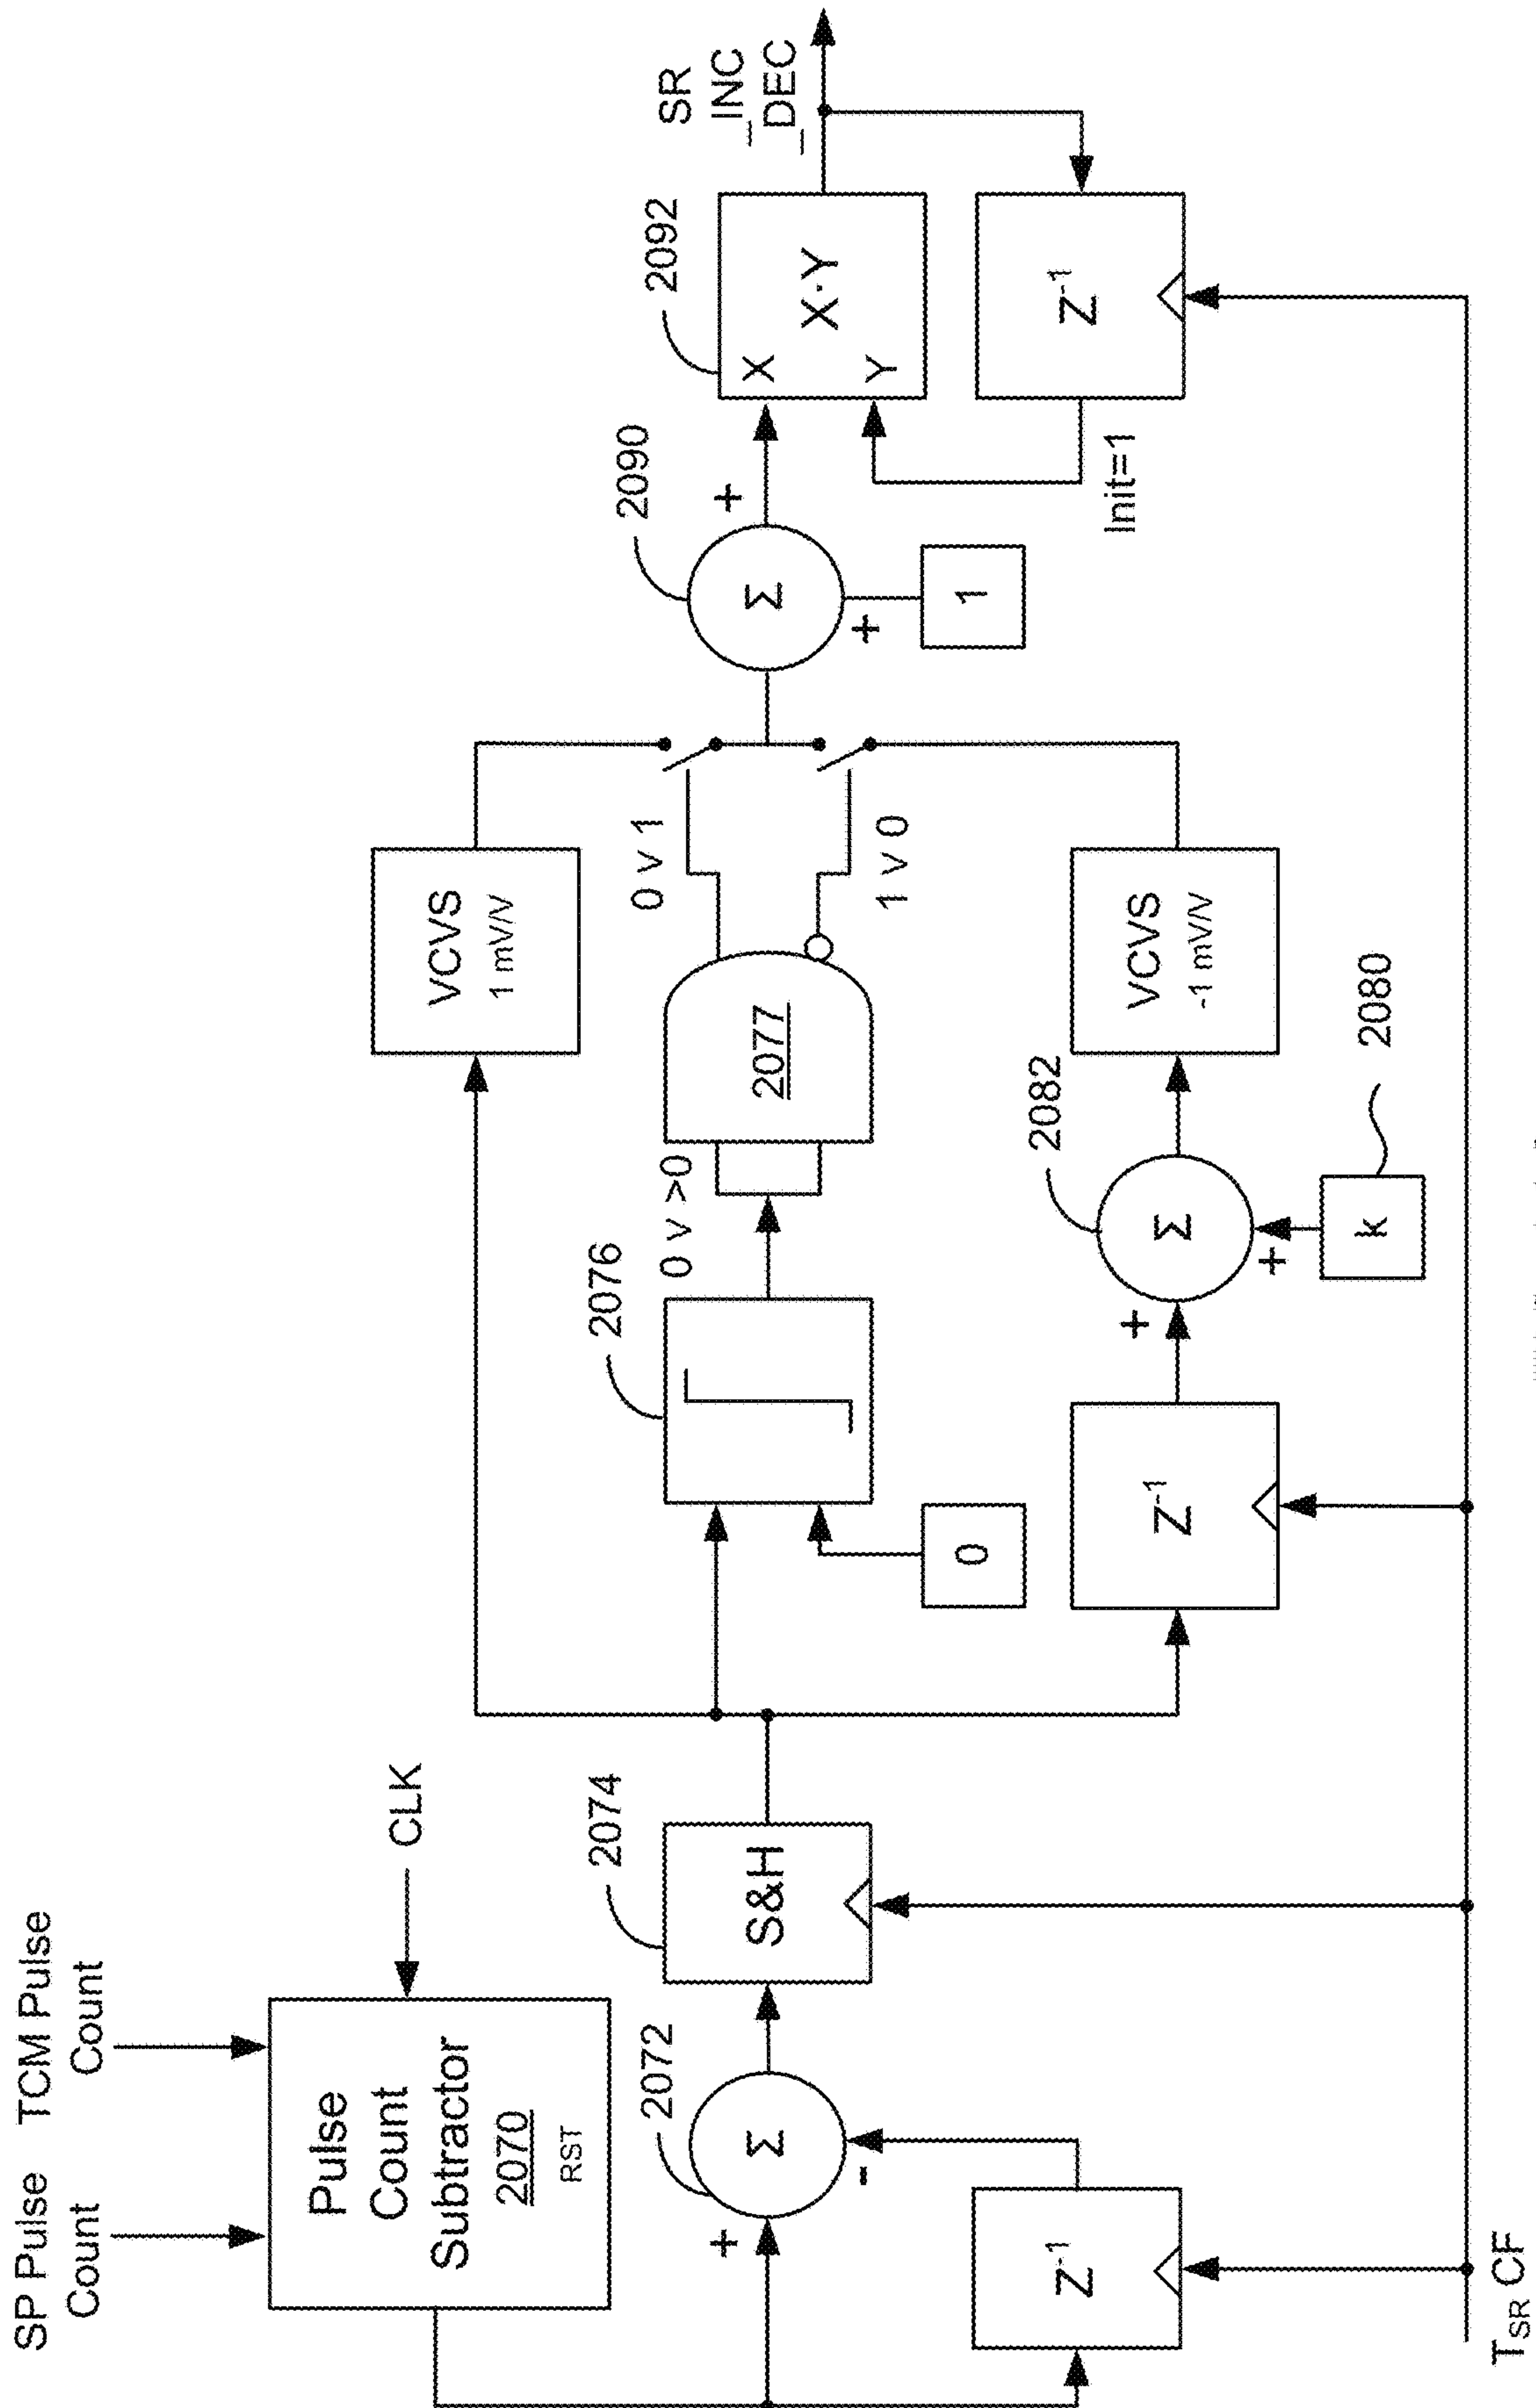 SP Pulse
Count
TCM Pulse
Count
Pulse
Count
Subtractor
2070
RST
CLK
2072
Σ
+
-
Z-1
2074
S&H
2076
0
0 v >0
2077
0 v 1
1 v 0
VCVS
1 mV/V
Z-1
2082
Σ
+
+
k
2080
VCVS
-1 mV/V
2090
Σ
+
+
1
2092
X
Y
X·Y
Z-1
Init=1
SR
_INC
_DEC
TSR CF